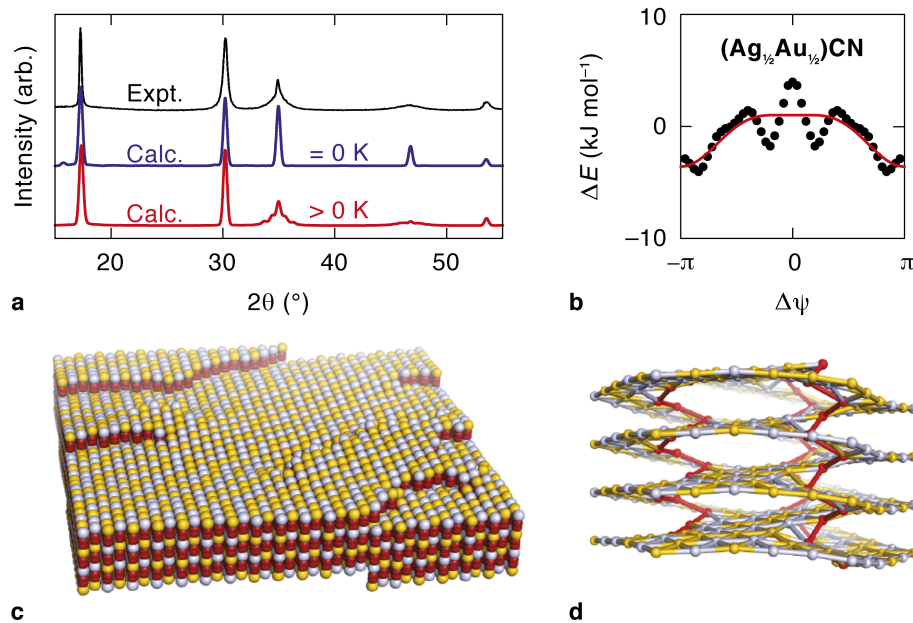 Intensity (arb.)
Expt.
Calc.
= 0 K
Calc.
> 0 K
20
30
40
50
2θ (°)
a
b
(Ag½Au½)CN
ΔE (kJ mol⁻¹)
10
0
−10
−π
0
π
Δψ
c
d